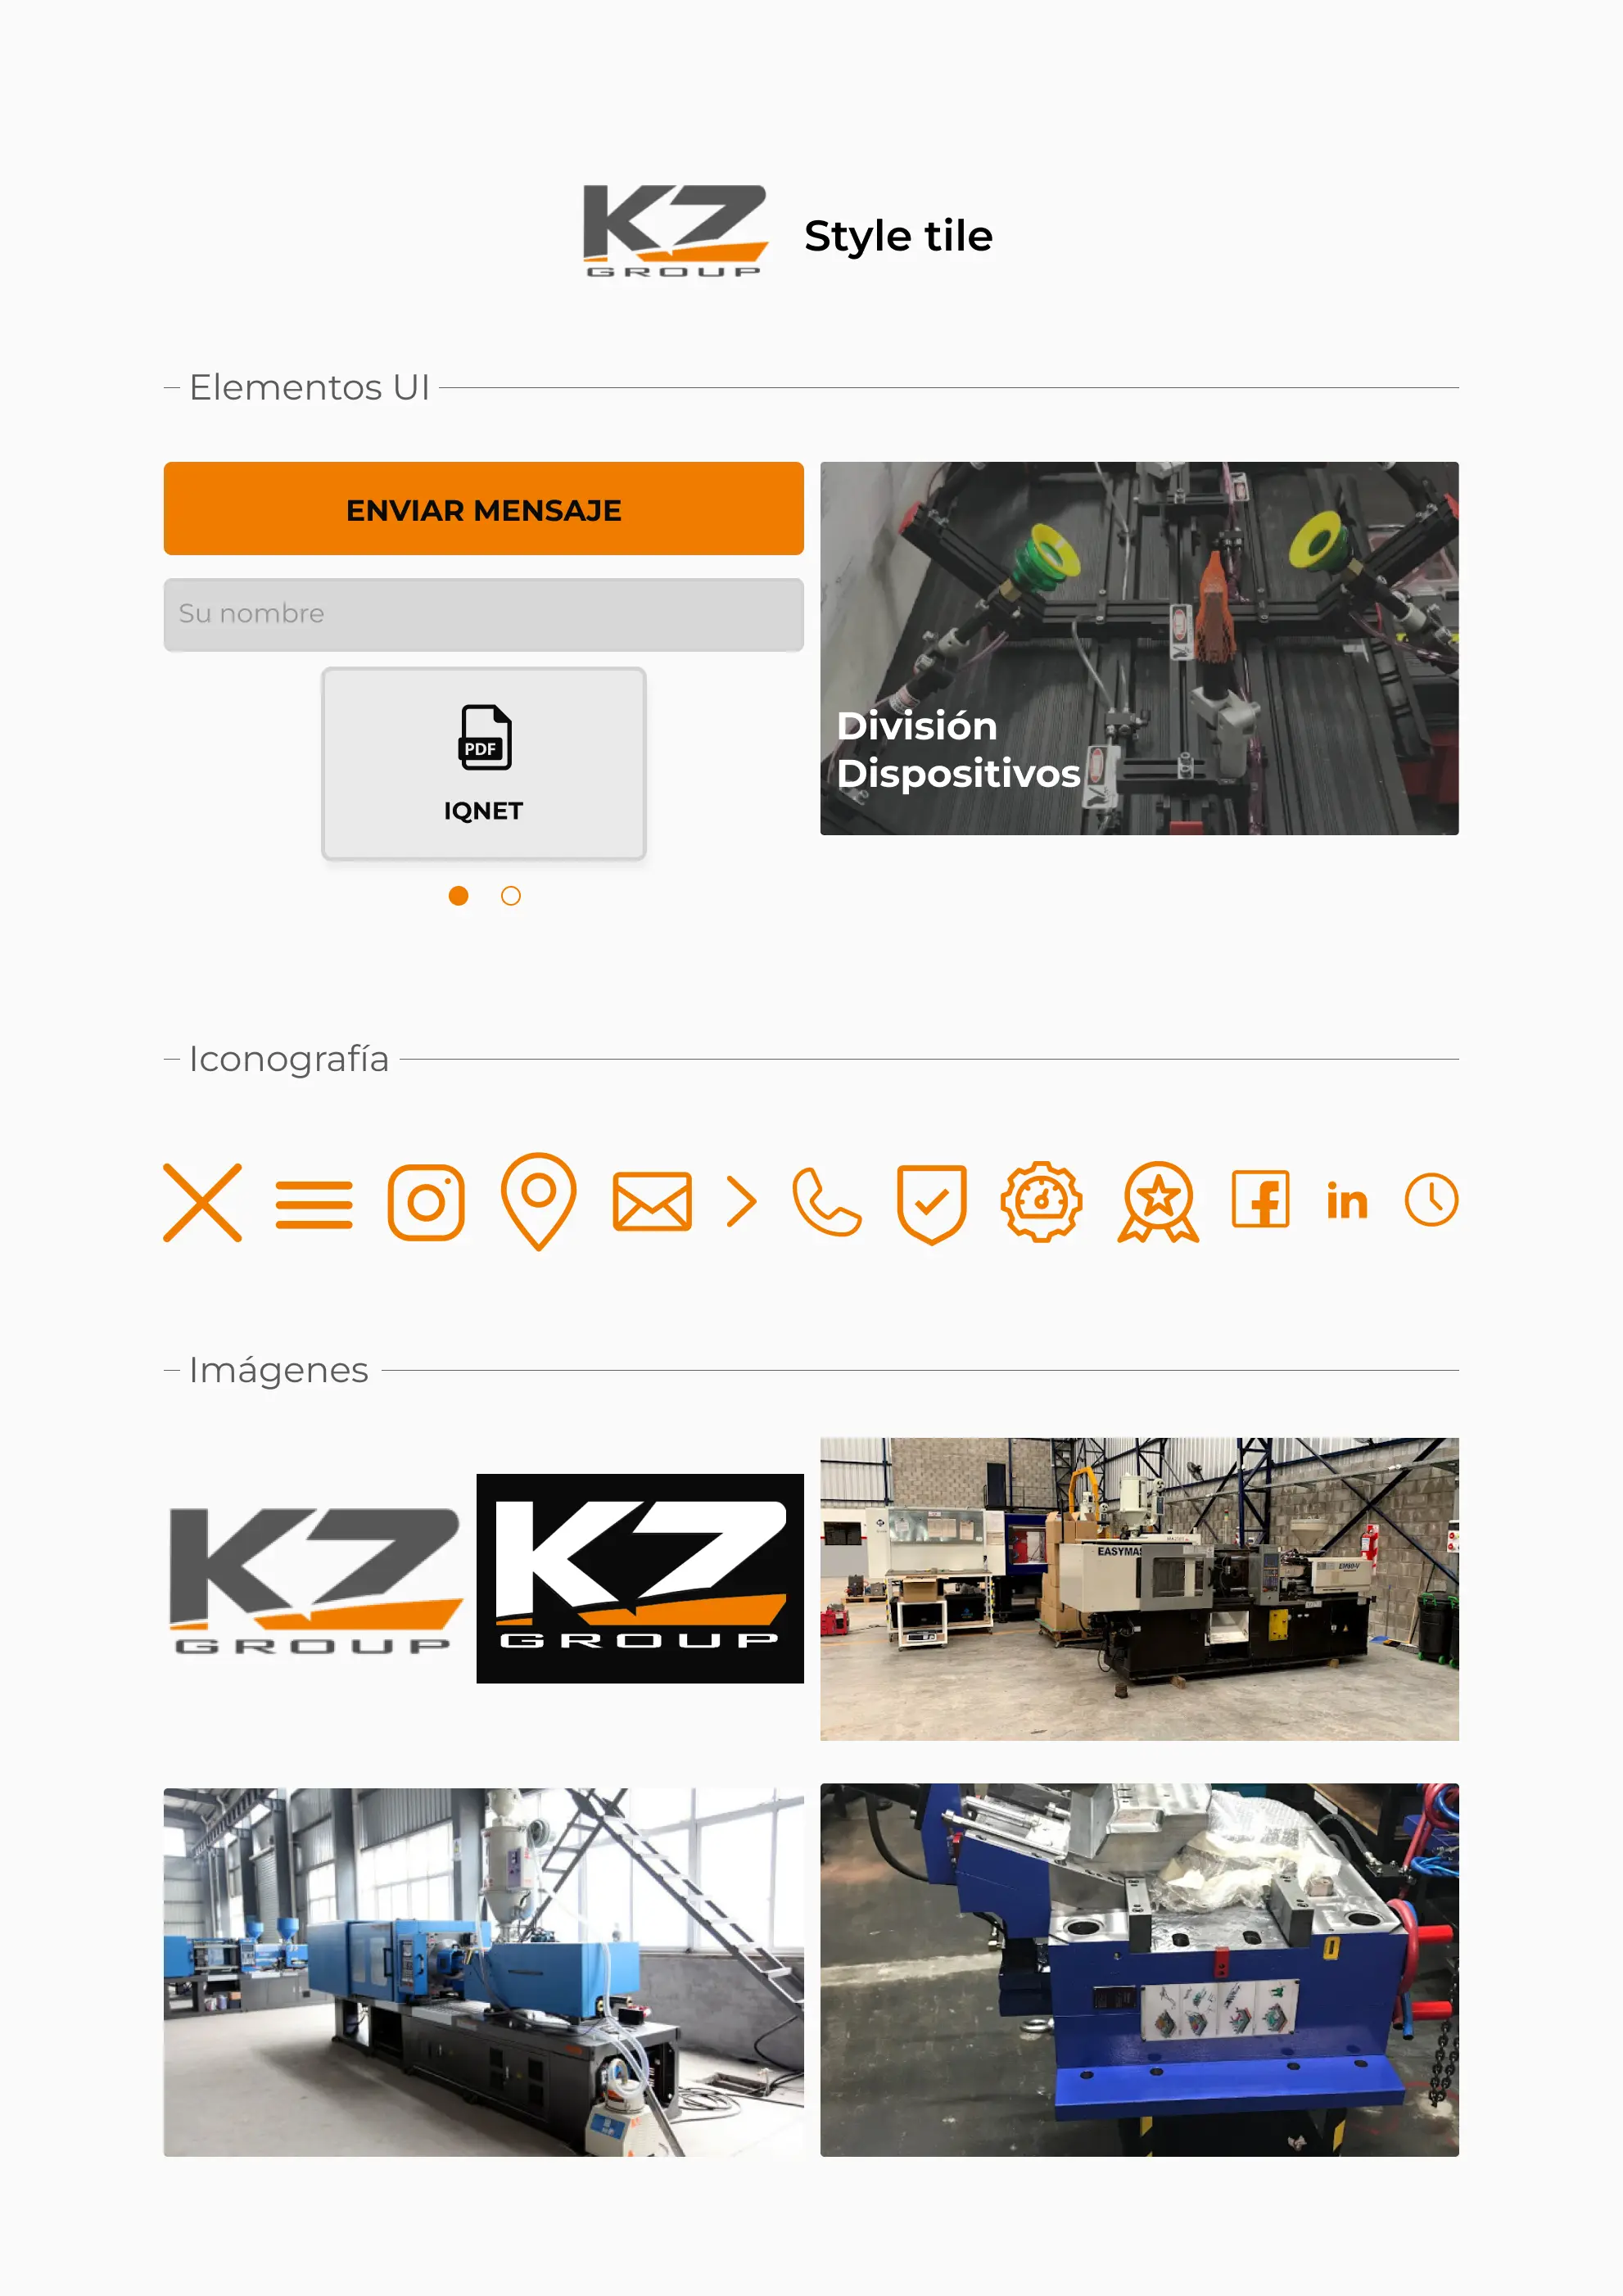 KZ
GROUP
Style tile
Elementos UI
ENVIAR MENSAJE
Su nombre
PDF
IQNET
División
Dispositivos
Iconografía
in
Imágenes
KZ
GROUP
KZ
GROUP
EASYMAS